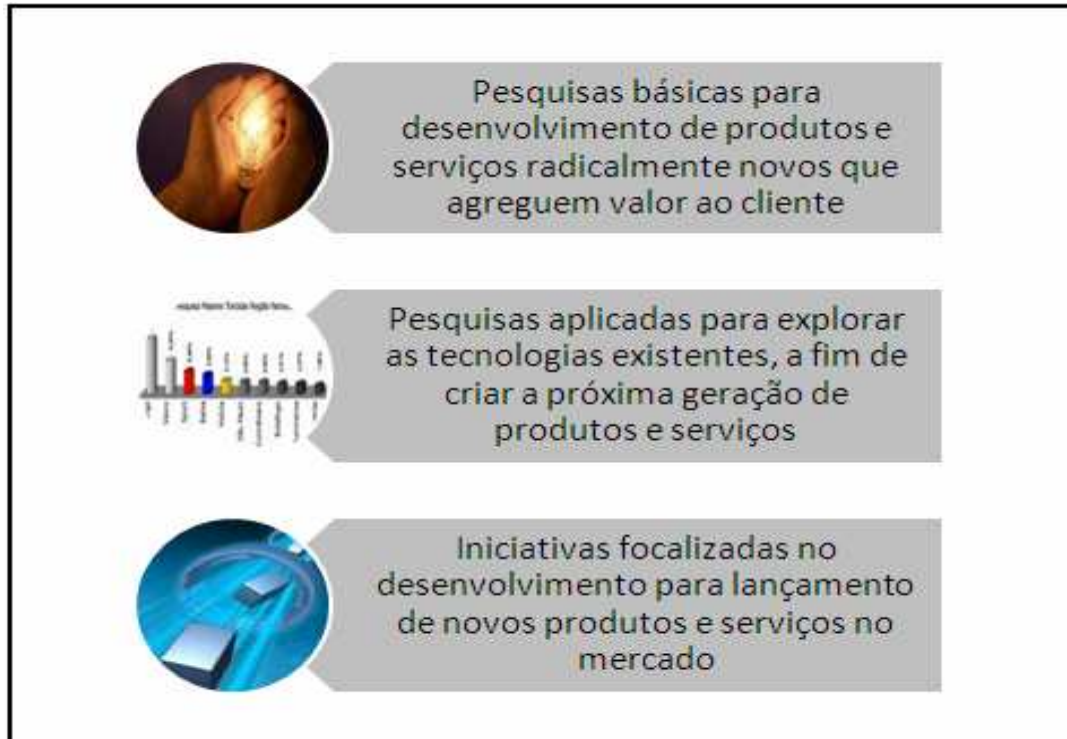 Pesquisas básicas para
desenvolvimento de produtos e
serviços radicalmente novos que
agreguem valor ao cliente
Pesquisas aplicadas para explorar
as tecnologias existentes, a fim de
criar a próxima geração de
produtos e serviços
Iniciativas focalizadas no
desenvolvimento para lançamento
de novos produtos e serviços no
mercado